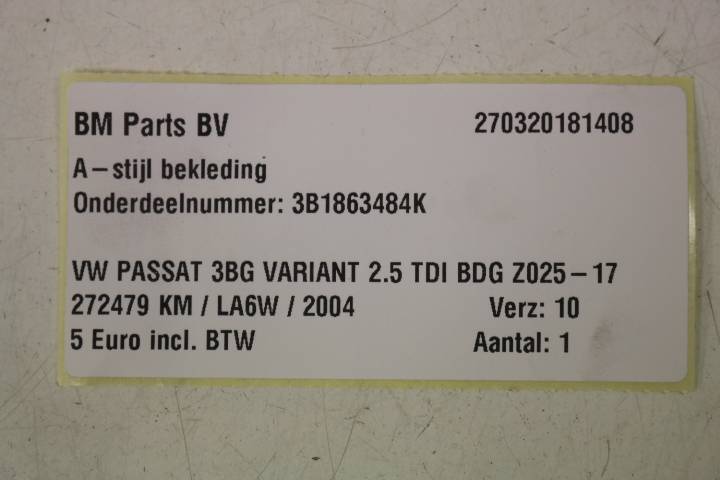 BM Parts BV 270320181408
A-stijl bekleding
Onderdeelnummer: 3B1863484K
VW PASSAT 3BG VARIANT 2.5 TDI BDG Z025-17
272479 KM / LA6W / 2004 Verz: 10
5 Euro incl. BTW Aantal: 1